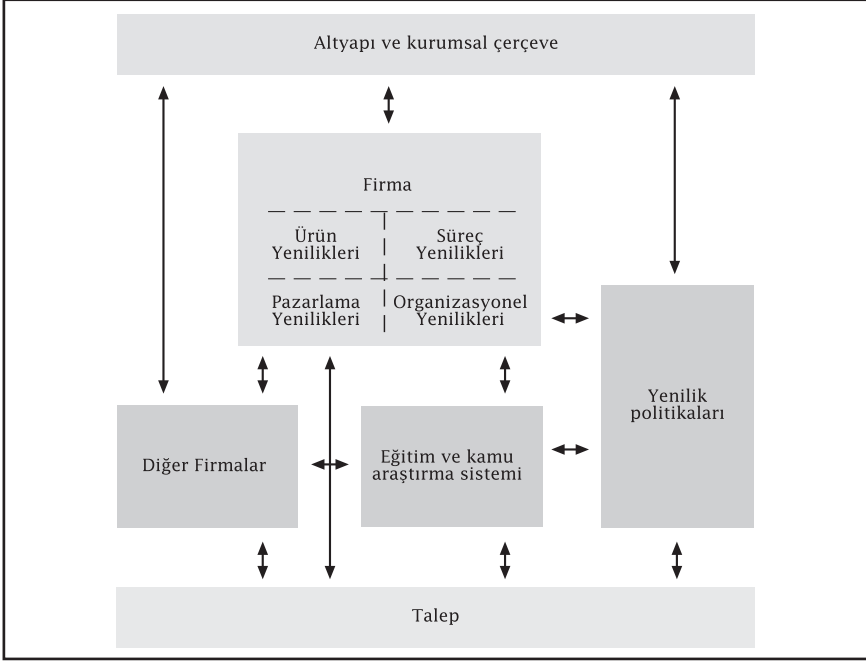 Altyapı ve kurumsal çerçeve
Firma
Ürün
Yenilikleri
Süreç
Yenilikleri
Pazarlama
Yenilikleri
Organizasyonel
Yenilikleri
Yenilik
politikaları
Diğer Firmalar
Eğitim ve kamu
araştırma sistemi
Talep